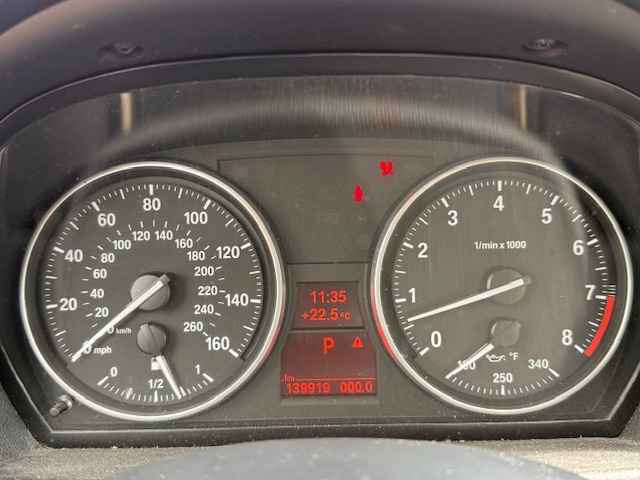 0 20 40 60 80 100 120 140 160
mph
20 40 60 80 100 120 140 160 180 200 220 240 260
km/h
0 1/2 1
11:35
+22.5°C
P
km
139919 000.0
0 1 2 3 4 5 6 7 8
1/min x 1000
°F
250 340